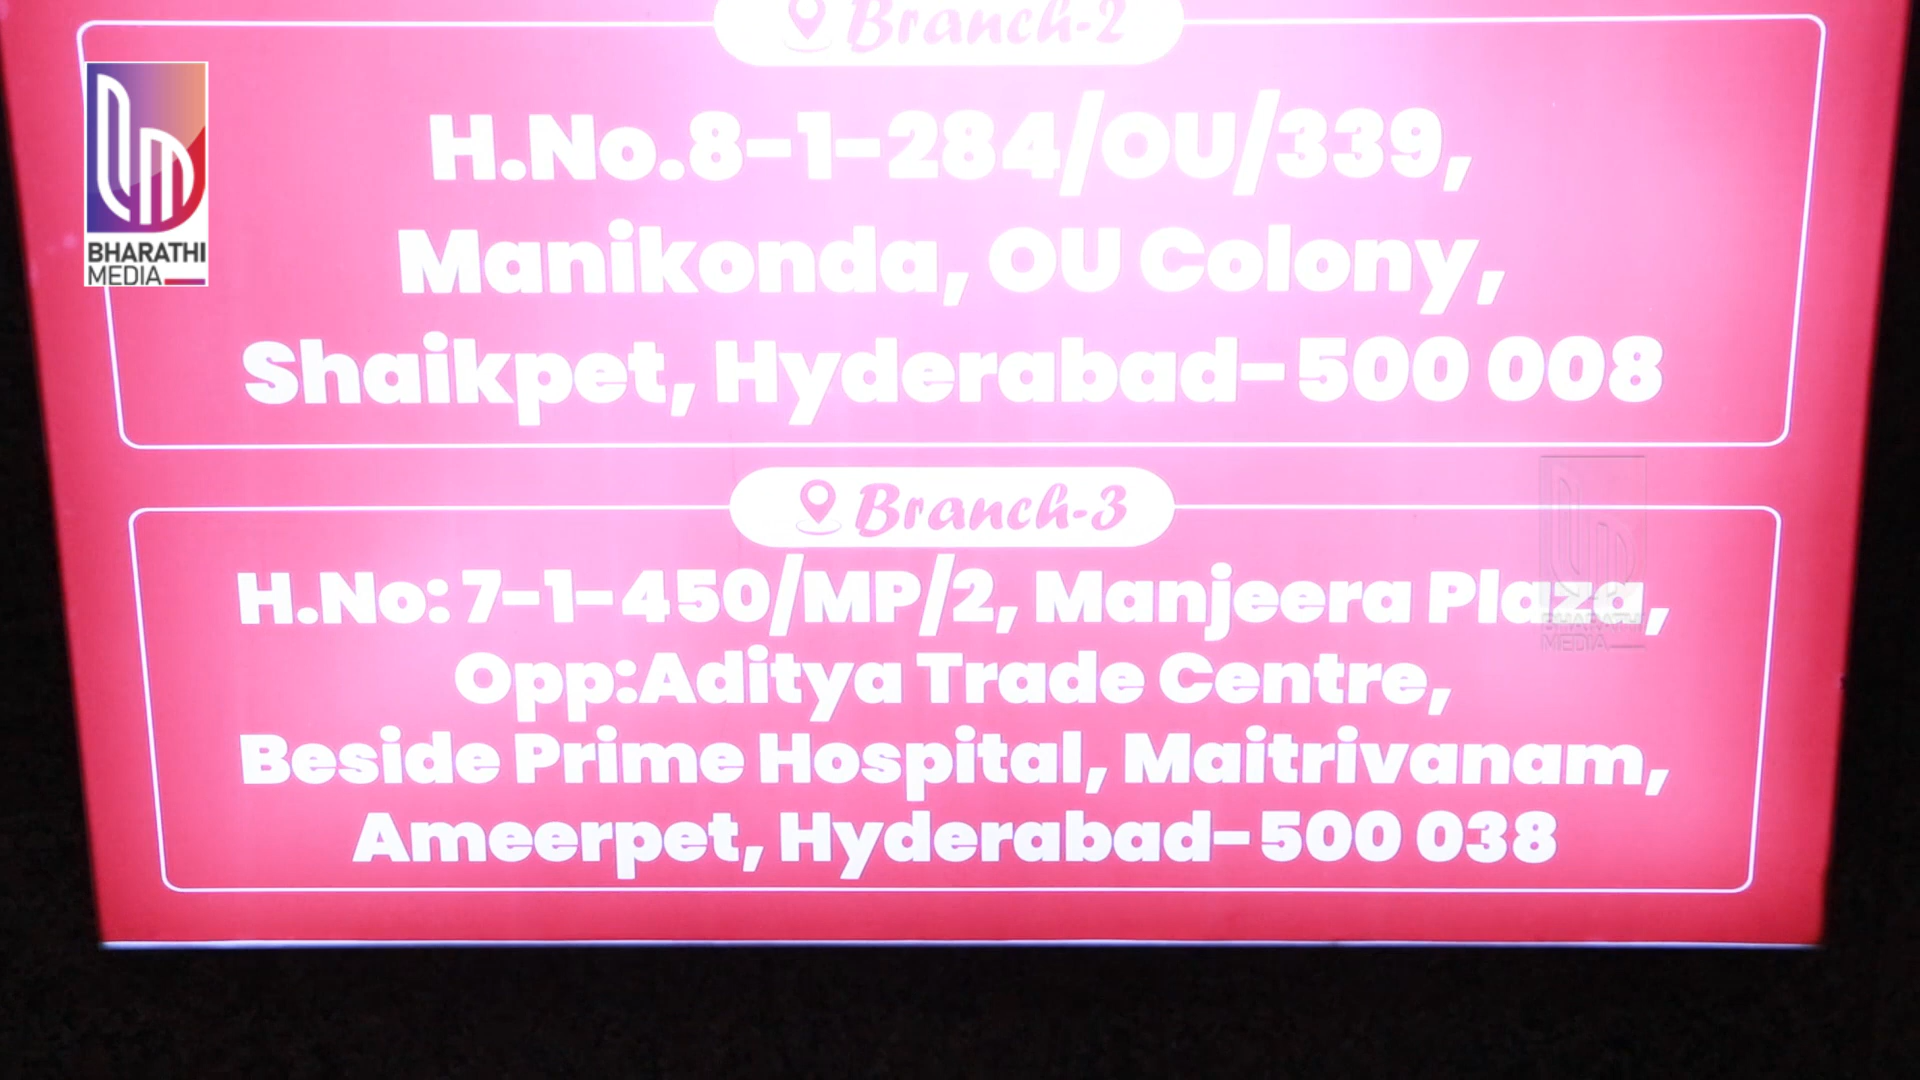 Branch-2
H.No.8-1-284/OU/339,
Manikonda, OU Colony,
Shaikpet, Hyderabad-500 008
BHARATHI
MEDIA
Branch-3
H.No: 7-1-450/MP/2, Manjeera Plaza,
Opp:Aditya Trade Centre,
Beside Prime Hospital, Maitrivanam,
Ameerpet, Hyderabad-500 038
BHARATHI
MEDIA